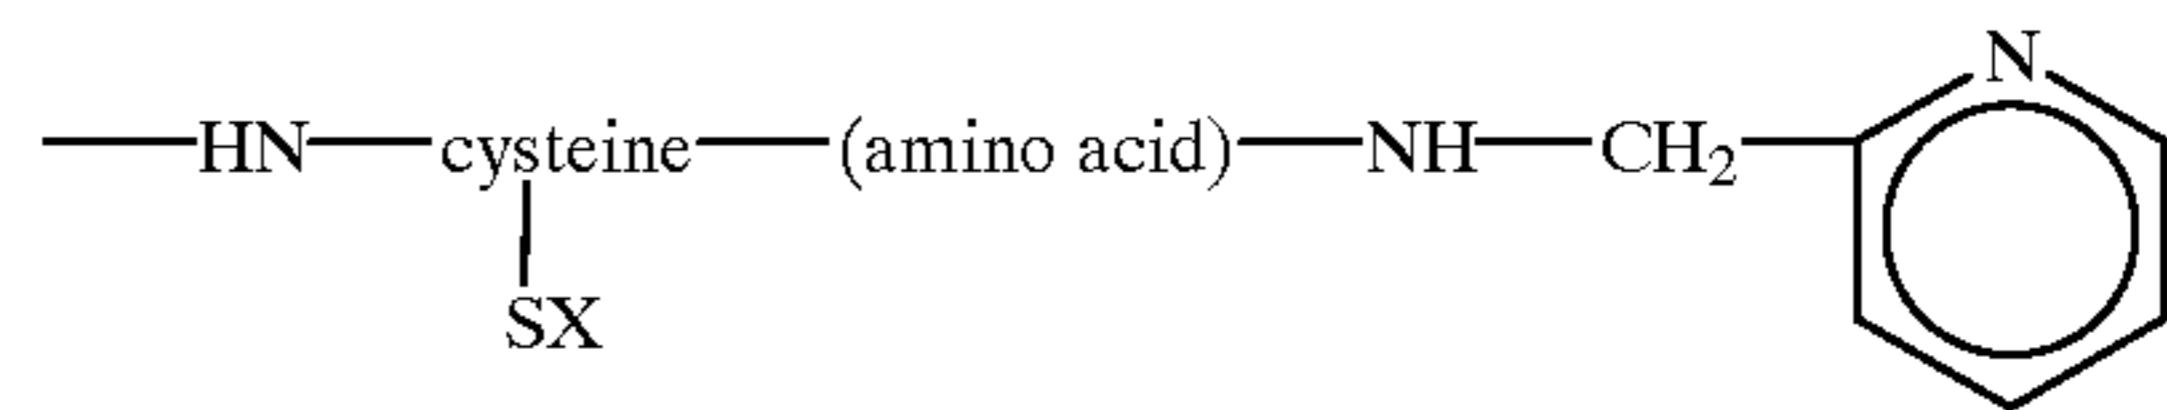 N
HN cysteine (amino acid) NH CH₂
SX